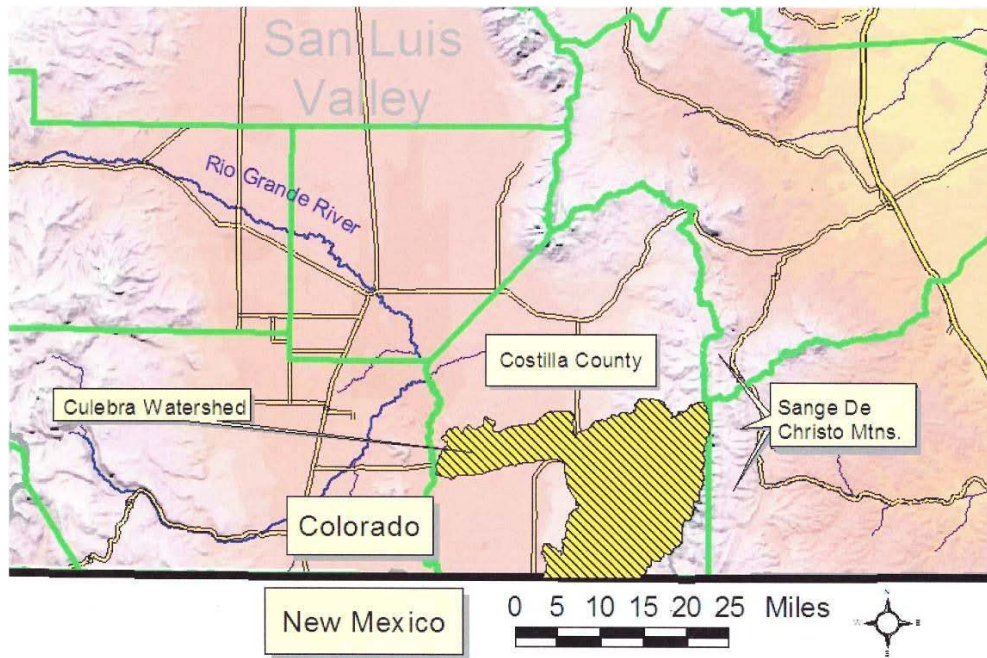 San Luis
Valley
Rio Grande River
Costilla County
Culebra Watershed
Sange De
Christo Mtns.
Colorado
New Mexico
0 5 10 15 20 25 Miles
N
W E
S